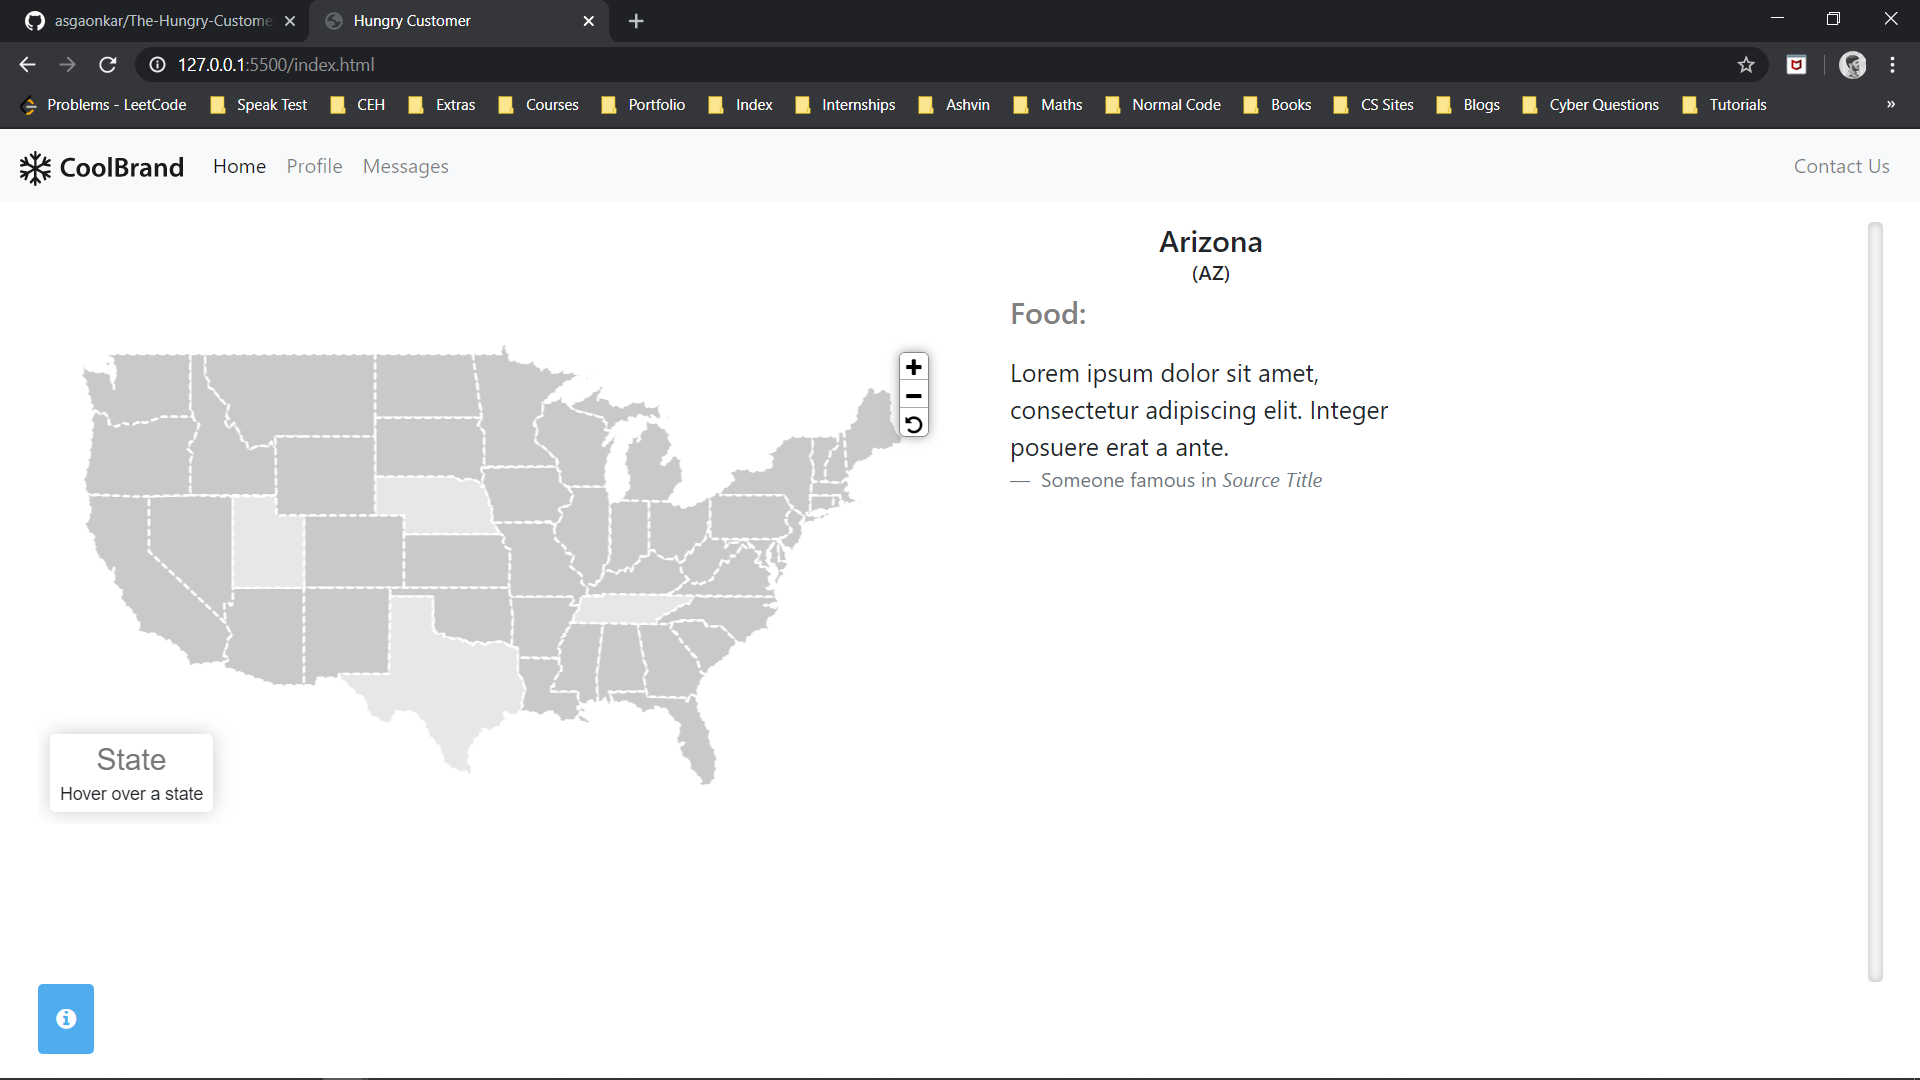 asgaonkar/The-Hungry-Custome
Hungry Customer
127.0.0.1:5500/index.html
Problems - LeetCode
Speak Test
CEH
Extras
Courses
Portfolio
Index
Internships
Ashvin
Maths
Normal Code
Books
CS Sites
Blogs
Cyber Questions
Tutorials
»
CoolBrand
Home
Profile
Messages
Contact Us
Arizona
(AZ)
Food:
Lorem ipsum dolor sit amet,
consectetur adipiscing elit. Integer
posuere erat a ante.
— Someone famous in Source Title
State
Hover over a state